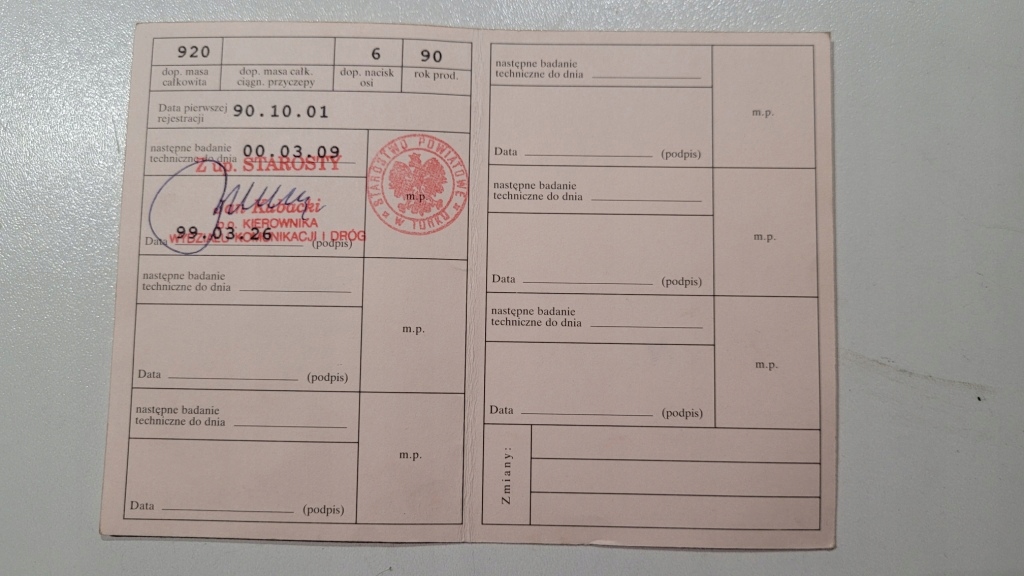 920 6 90
dop. masa całkowita dop. masa całk. ciągn. przyczepy dop. nacisk osi rok prod.
Data pierwszej rejestracji 90.10.01
następne badanie techniczne do dnia 00.03.09
Z up. STAROSTY
STAROSTWO POWIATOWE
W TURKU
m.p.
Jan Kubacki
p.o. KIEROWNIKA
WYDZIAŁU KOMUNIKACJI I DRÓG
Data 99.03.26 (podpis)
następne badanie
techniczne do dnia
m.p.
Data (podpis)
następne badanie
techniczne do dnia
m.p.
Data (podpis)
następne badanie
techniczne do dnia
m.p.
Data (podpis)
następne badanie
techniczne do dnia
m.p.
Data (podpis)
następne badanie
techniczne do dnia
m.p.
Data (podpis)
Zmiany: